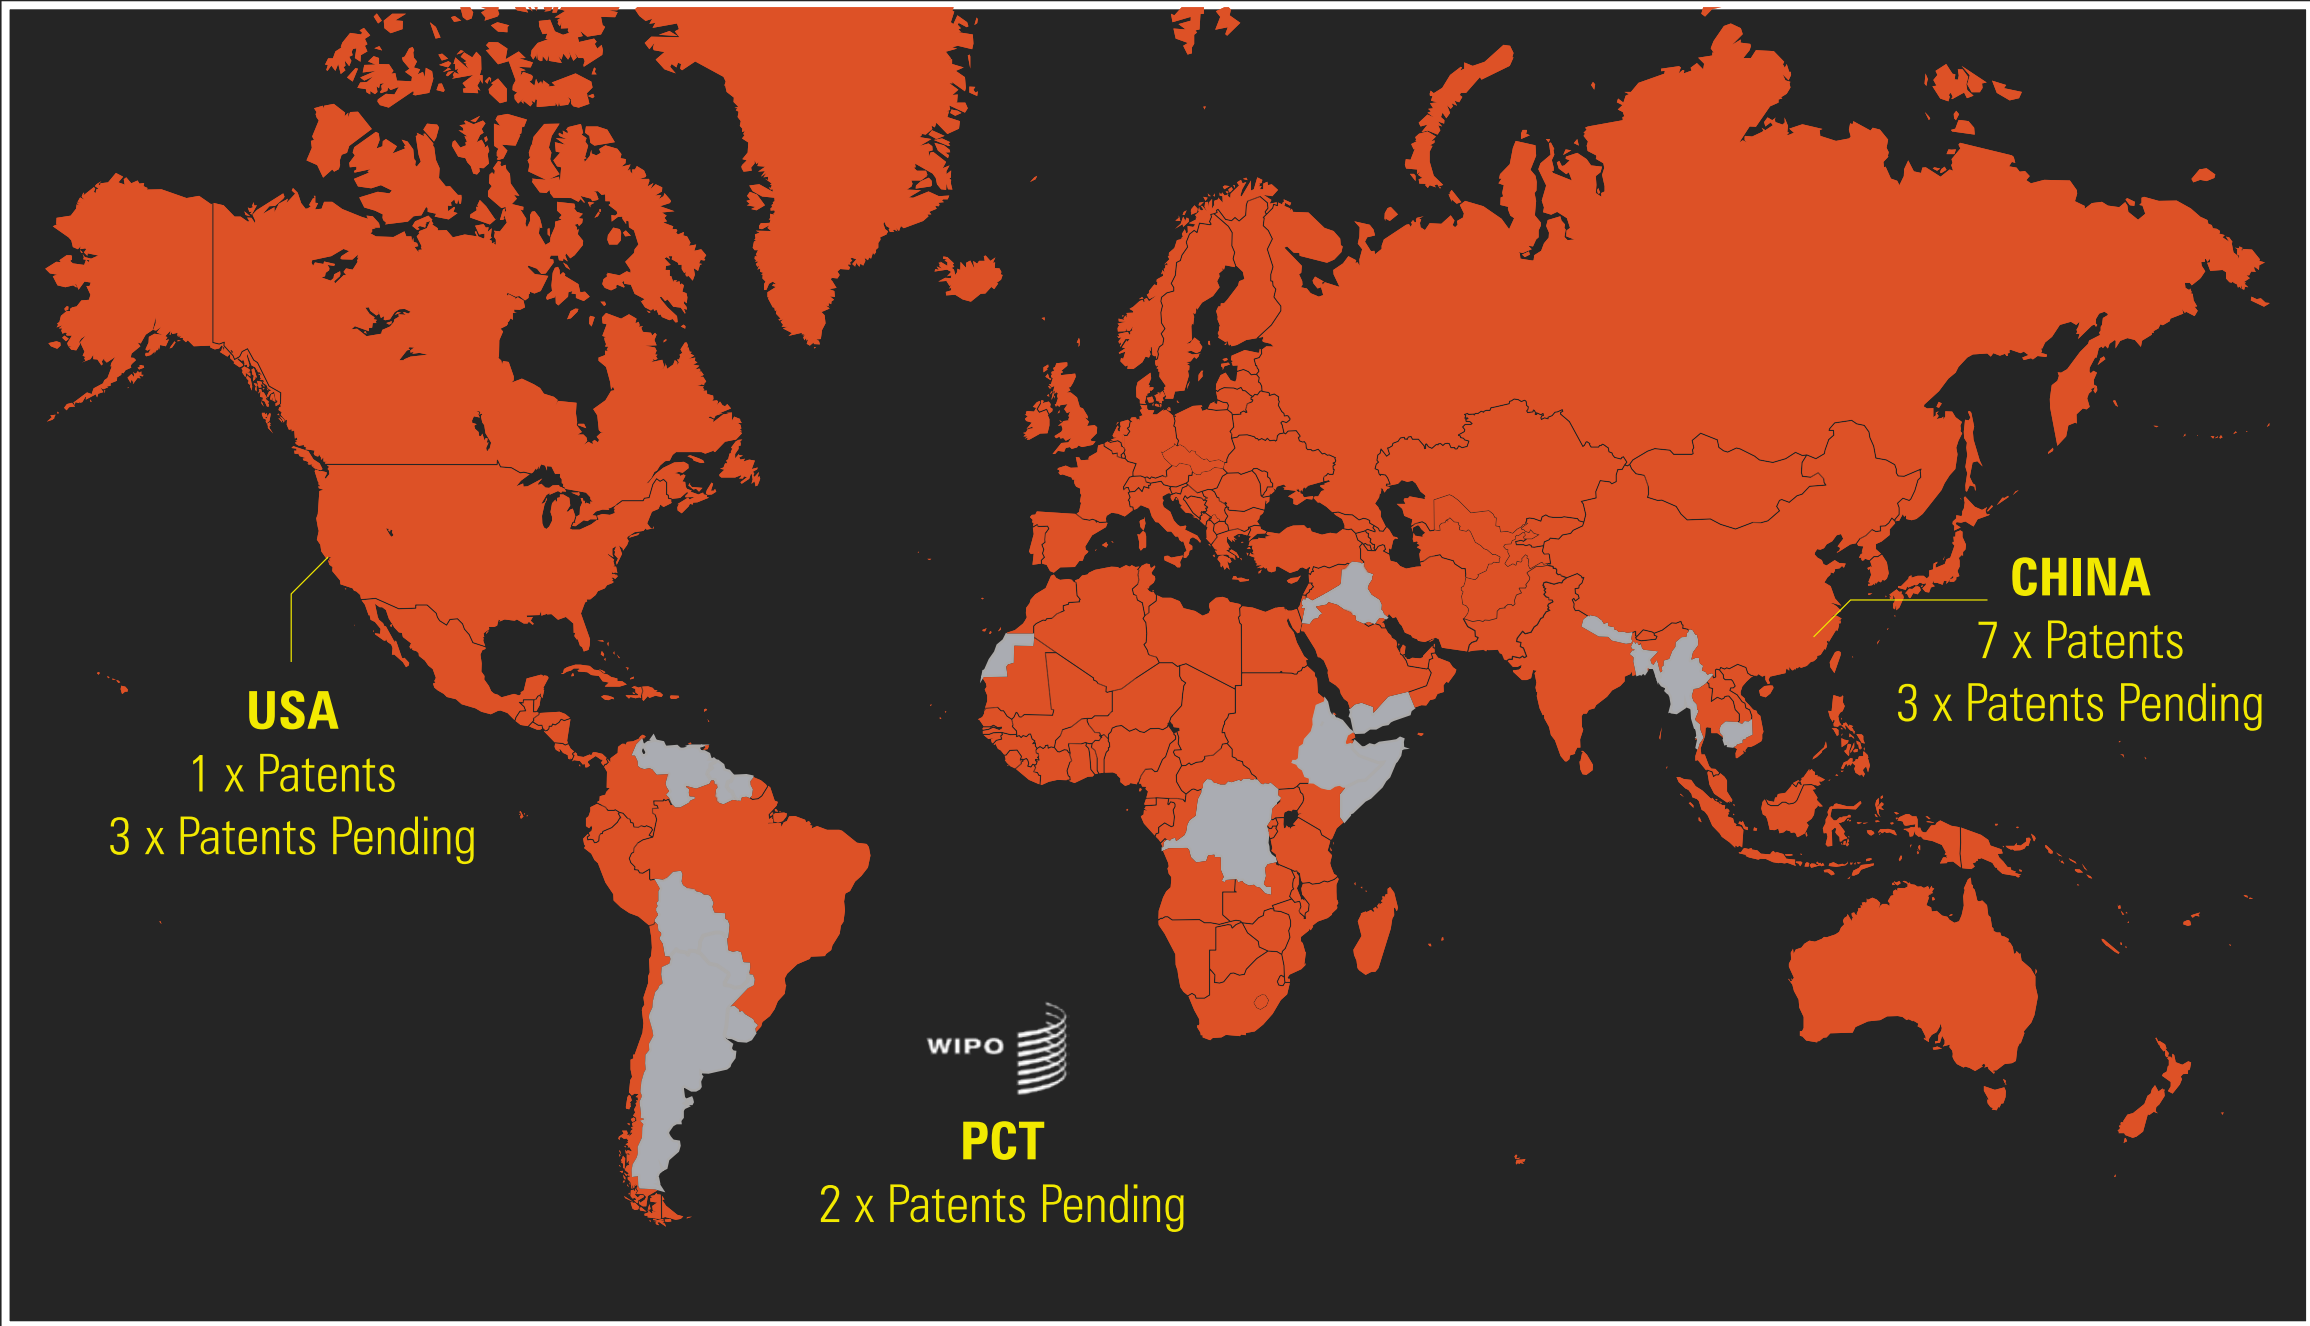 USA
1 x Patents
3 x Patents Pending
CHINA
7 x Patents
3 x Patents Pending
WIPO
PCT
2 x Patents Pending